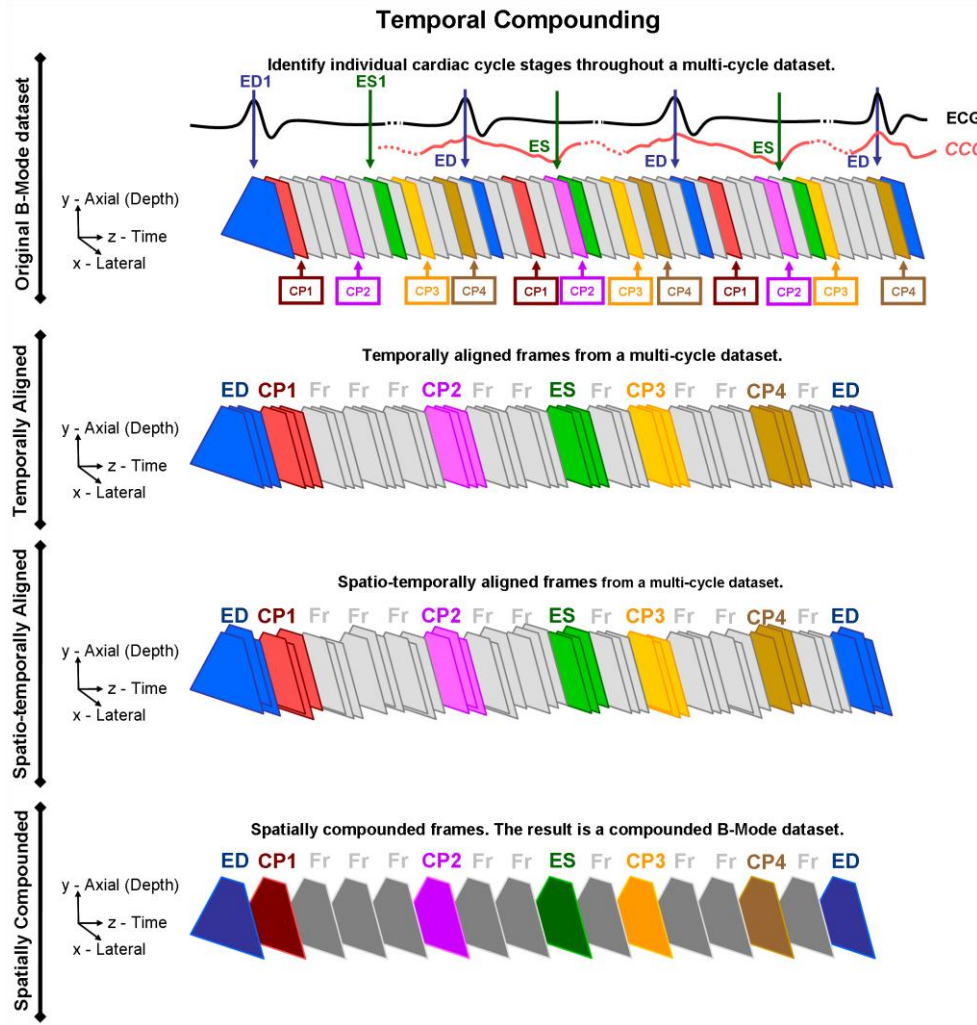 Temporal Compounding
Original B-Mode dataset
Identify individual cardiac cycle stages throughout a multi-cycle dataset.
ED1 ES1
ECG
ED ES ED ES ED
y - Axial (Depth)
z - Time
x - Lateral
CP1 CP2 CP3 CP4 CP1 CP2 CP3 CP4 CP1 CP2 CP3 CP4
Temporally Aligned
Temporally aligned frames from a multi-cycle dataset.
ED CP1 Fr Fr Fr CP2 Fr Fr ES Fr CP3 Fr Fr CP4 Fr ED
y - Axial (Depth)
z - Time
x - Lateral
Spatio-temporally Aligned
Spatio-temporally aligned frames from a multi-cycle dataset.
ED CP1 Fr Fr Fr CP2 Fr Fr ES Fr CP3 Fr Fr CP4 Fr ED
y - Axial (Depth)
z - Time
x - Lateral
Spatially Compounded
Spatially compounded frames. The result is a compounded B-Mode dataset.
ED CP1 Fr Fr Fr CP2 Fr Fr ES Fr CP3 Fr Fr CP4 Fr ED
y - Axial (Depth)
z - Time
x - Lateral